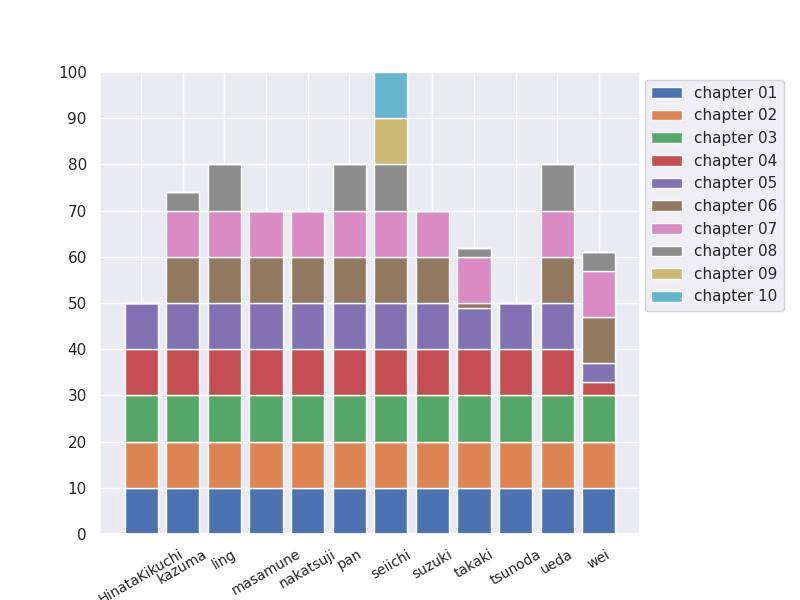 100
90
80
70
60
50
40
30
20
10
0
HinataKikuchi
kazuma
ling
masamune
nakatsuji
pan
seiichi
suzuki
takaki
tsunoda
ueda
wei
chapter 01
chapter 02
chapter 03
chapter 04
chapter 05
chapter 06
chapter 07
chapter 08
chapter 09
chapter 10